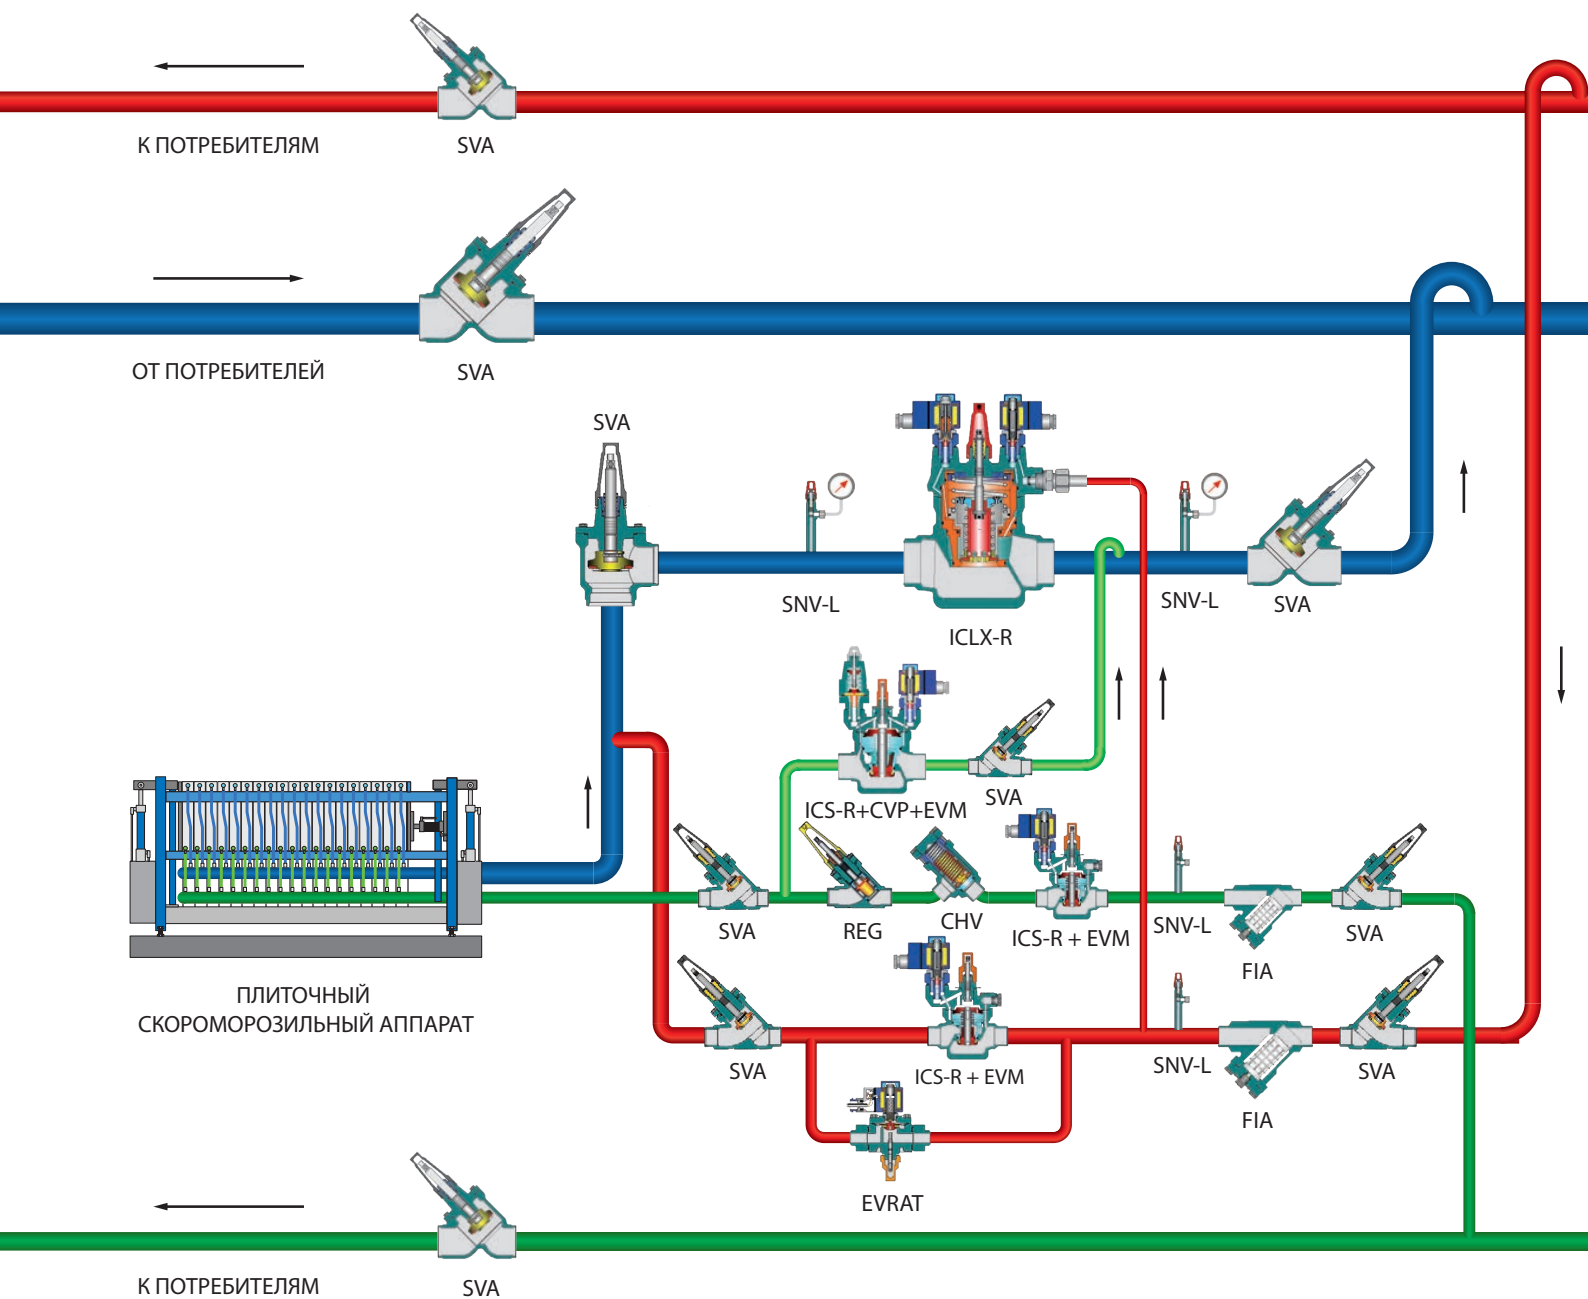 К ПОТРЕБИТЕЛЯМ
SVA
ОТ ПОТРЕБИТЕЛЕЙ
SVA
SVA
SNV-L
ICLX-R
SNV-L
SVA
ICS-R+CVP+EVM
SVA
SVA
REG
CHV
ICS-R + EVM
SNV-L
FIA
SVA
ПЛИТОЧНЫЙ
СКОРОМОРОЗИЛЬНЫЙ АППАРАТ
SVA
ICS-R + EVM
SNV-L
FIA
SVA
EVRAT
К ПОТРЕБИТЕЛЯМ
SVA